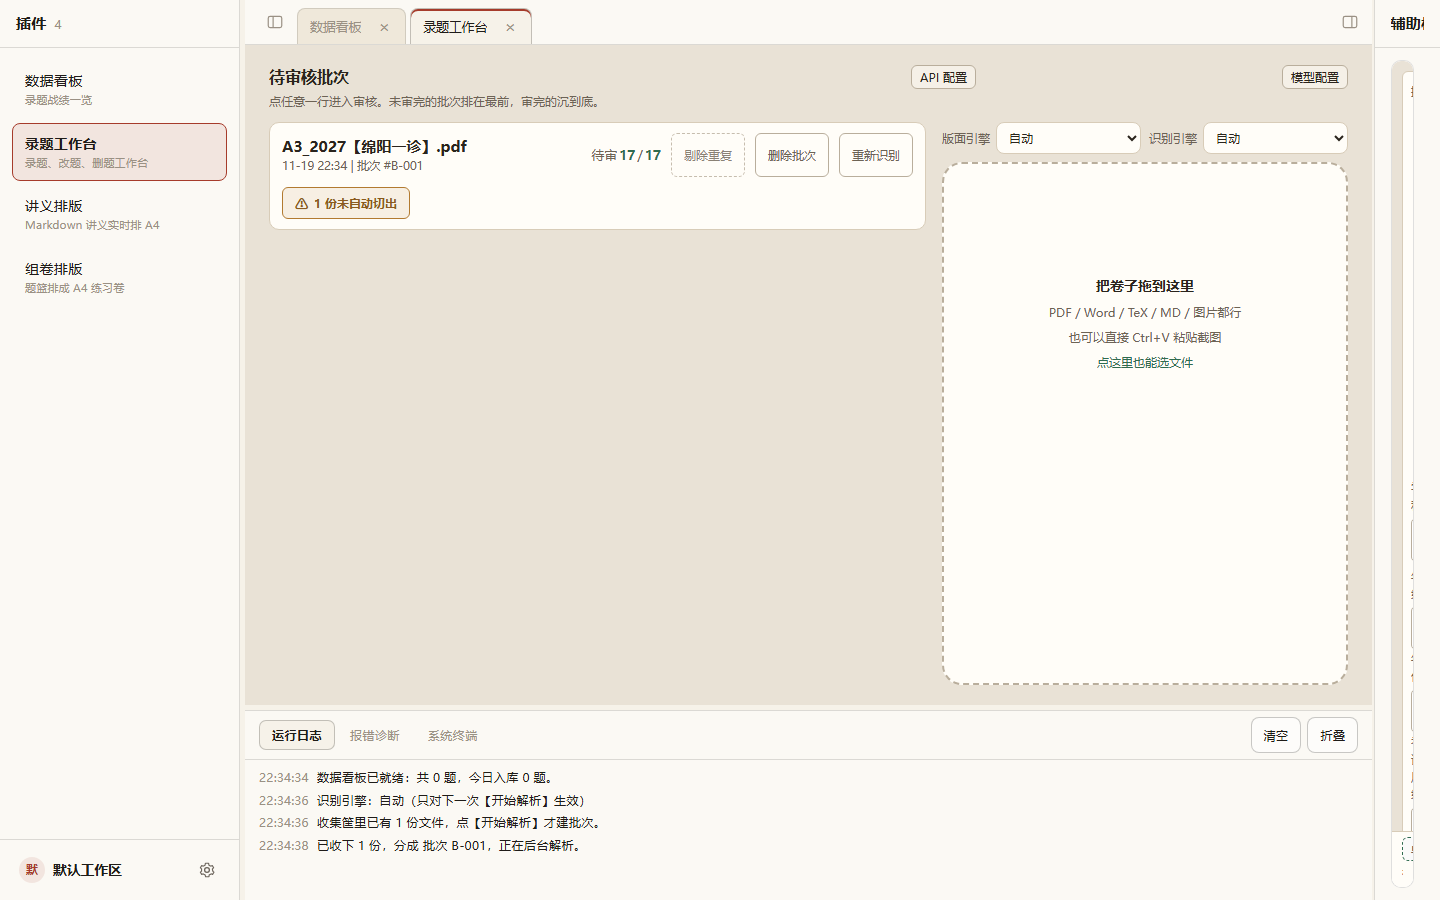 插件 4
数据看板
录题战绩一览
录题工作台
录题、改题、删题工作台
讲义排版
Markdown 讲义实时排 A4
组卷排版
题篮排成 A4 练习卷
默 默认工作区
数据看板 ×
录题工作台 ×
待审核批次
点任意一行进入审核。未审完的批次排在最前，审完的沉到底。
API 配置
模型配置
A3_2027【绵阳一诊】.pdf
11-19 22:34 | 批次 #B-001
待审 17 / 17
剔除重复
删除批次
重新识别
1 份未自动切出
版面引擎 自动
识别引擎 自动
把卷子拖到这里
PDF / Word / TeX / MD / 图片都行
也可以直接 Ctrl+V 粘贴截图
点这里也能选文件
运行日志
报错诊断
系统终端
清空
折叠
22:34:34 数据看板已就绪：共 0 题，今日入库 0 题。
22:34:36 识别引擎：自动（只对下一次【开始解析】生效）
22:34:36 收集筐里已有 1 份文件，点【开始解析】才建批次。
22:34:38 已收下 1 份，分成 批次 B-001，正在后台解析。
辅助